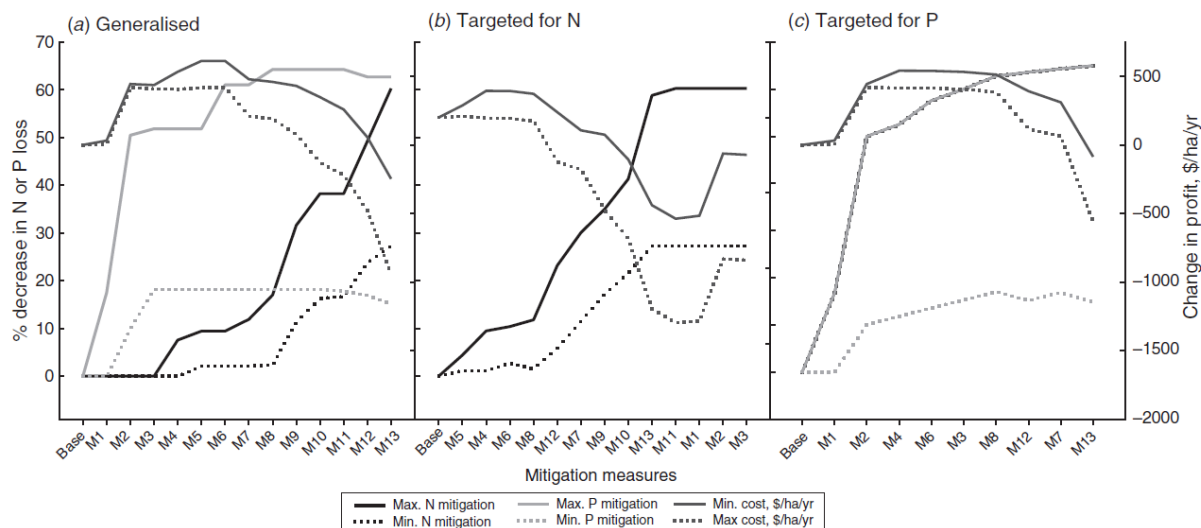 (a) Generalised
(b) Targeted for N
(c) Targeted for P
% decrease in N or P loss
70
60
50
40
30
20
10
0
Change in profit, $/ha/yr
500
0
–500
–1000
–1500
–2000
Base M1 M2 M3 M4 M5 M6 M7 M8 M9 M10 M11 M12 M13
Base M5 M4 M6 M8 M12 M7 M9 M10 M13 M11 M1 M2 M3
Base M1 M2 M4 M6 M3 M8 M12 M7 M13
Mitigation measures
Max. N mitigation Max. P mitigation Min. cost, $/ha/yr
Min. N mitigation Min. P mitigation Max cost, $/ha/yr